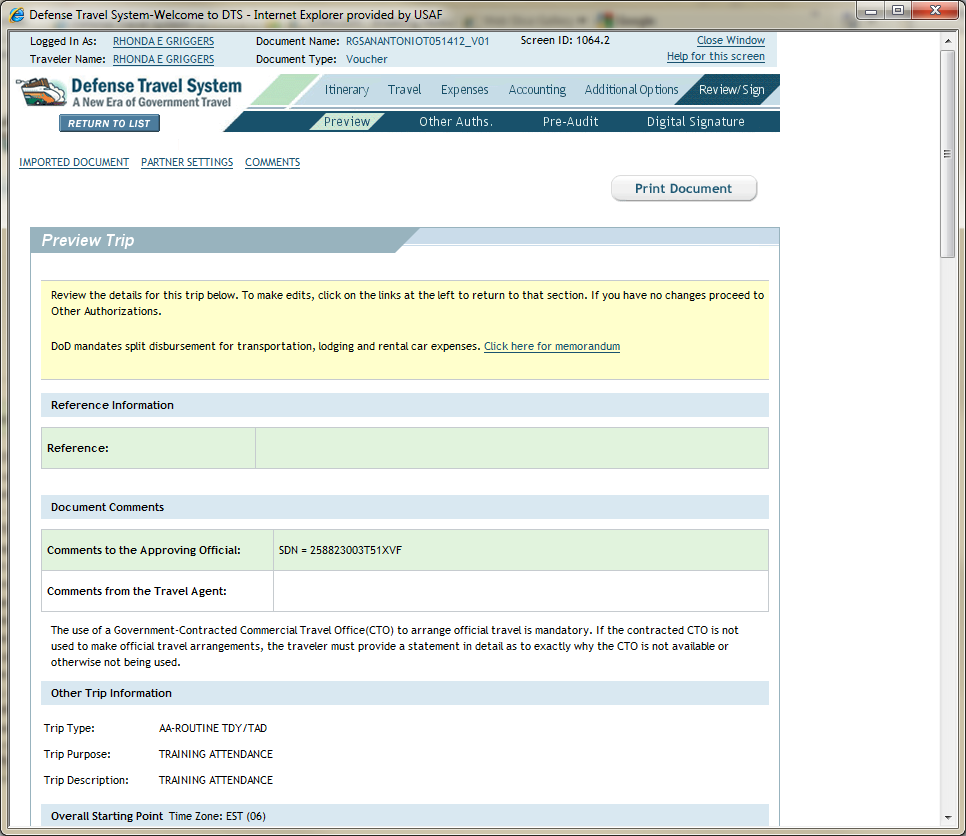 Defense Travel System-Welcome to DTS - Internet Explorer provided by USAF
Logged In As: RHONDA E GRIGGERS Document Name: RGSANANTONIOT051412_V01 Screen ID: 1064.2 Close Window
Traveler Name: RHONDA E GRIGGERS Document Type: Voucher Help for this screen
Defense Travel System
A New Era of Government Travel
Itinerary Travel Expenses Accounting Additional Options Review/Sign
RETURN TO LIST
Preview Other Auths. Pre-Audit Digital Signature
IMPORTED DOCUMENT PARTNER SETTINGS COMMENTS
Print Document
Preview Trip
Review the details for this trip below. To make edits, click on the links at the left to return to that section. If you have no changes proceed to
Other Authorizations.
DoD mandates split disbursement for transportation, lodging and rental car expenses. Click here for memorandum
Reference Information
Reference:
Document Comments
Comments to the Approving Official: SDN = 258823003T51XVF
Comments from the Travel Agent:
The use of a Government-Contracted Commercial Travel Office(CTO) to arrange official travel is mandatory. If the contracted CTO is not
used to make official travel arrangements, the traveler must provide a statement in detail as to exactly why the CTO is not available or
otherwise not being used.
Other Trip Information
Trip Type: AA-ROUTINE TDY/TAD
Trip Purpose: TRAINING ATTENDANCE
Trip Description: TRAINING ATTENDANCE
Overall Starting Point Time Zone: EST (06)